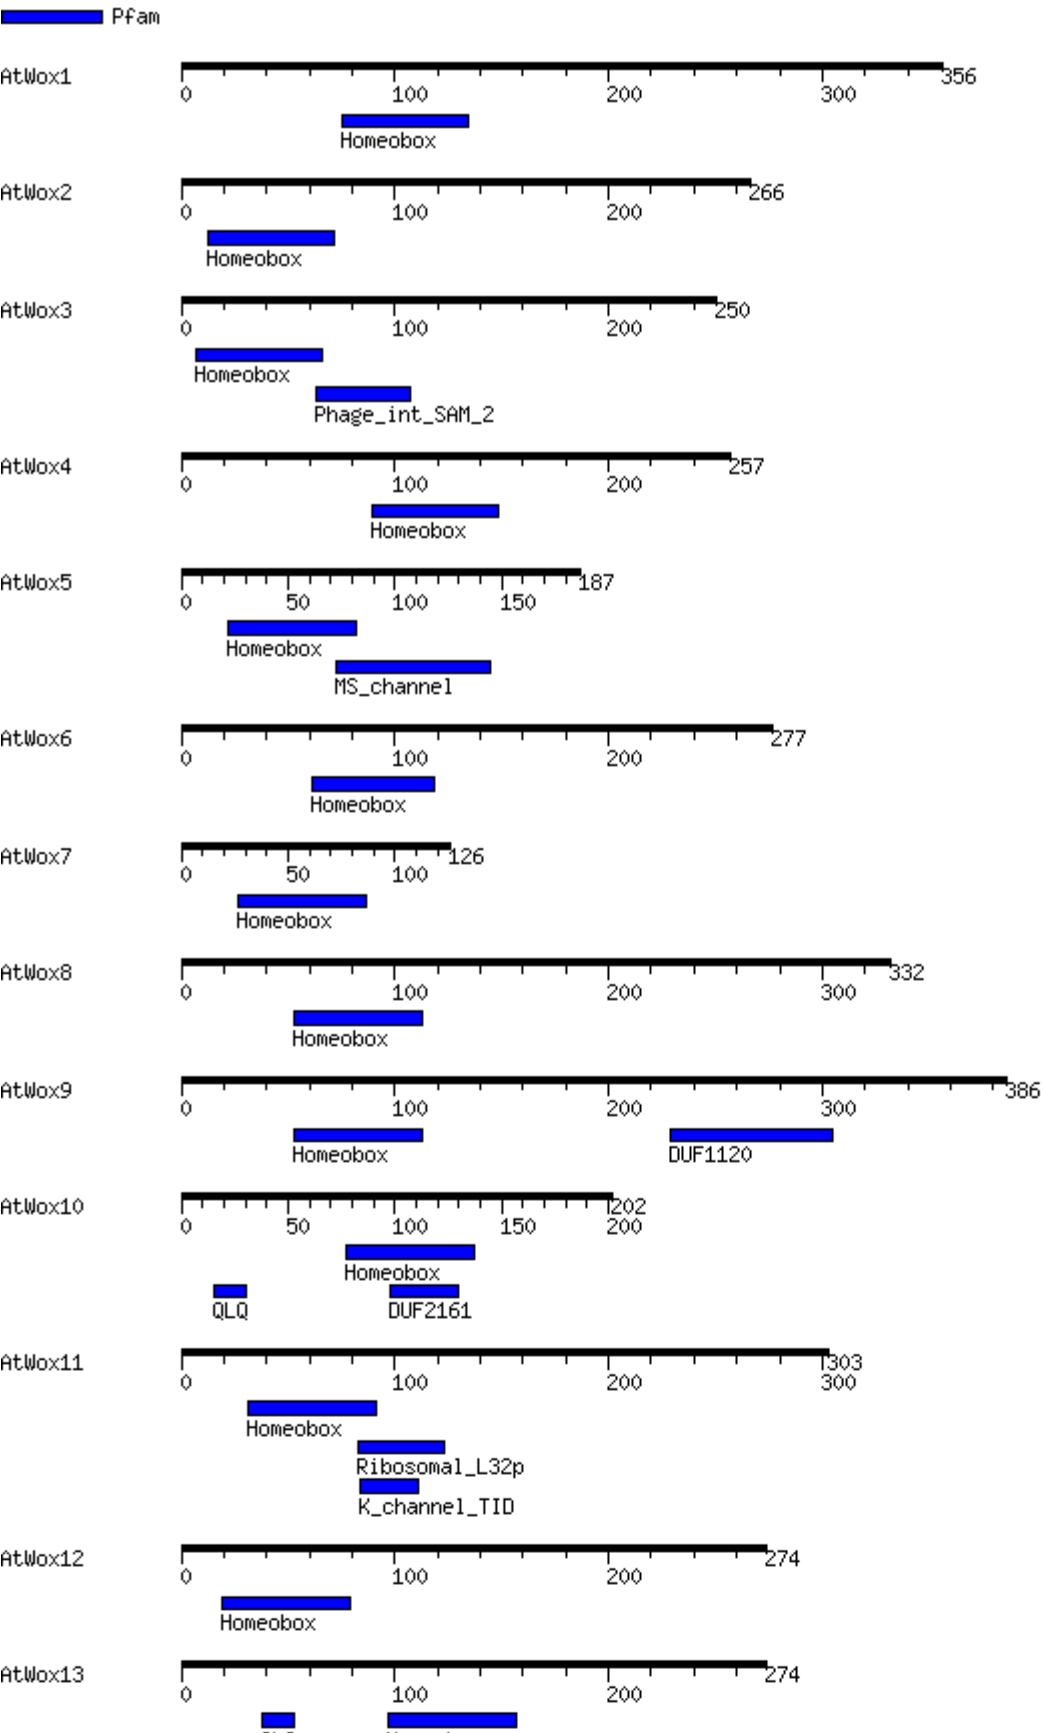 Pfam
AtWox1 356
0 100 200 300
Homeobox
AtWox2 266
0 100 200
Homeobox
AtWox3 250
0 100 200
Homeobox
Phage_int_SAM_2
AtWox4 257
0 100 200
Homeobox
AtWox5 187
0 50 100 150
Homeobox
MS_channel
AtWox6 277
0 100 200
Homeobox
AtWox7 126
0 50 100
Homeobox
AtWox8 332
0 100 200 300
Homeobox
AtWox9 386
0 100 200 300
Homeobox DUF1120
AtWox10 202
0 50 100 150 200
Homeobox
QLQ DUF2161
AtWox11 303
0 100 200 300
Homeobox
Ribosomal_L32p
K_channel_TID
AtWox12 274
0 100 200
Homeobox
AtWox13 274
0 100 200